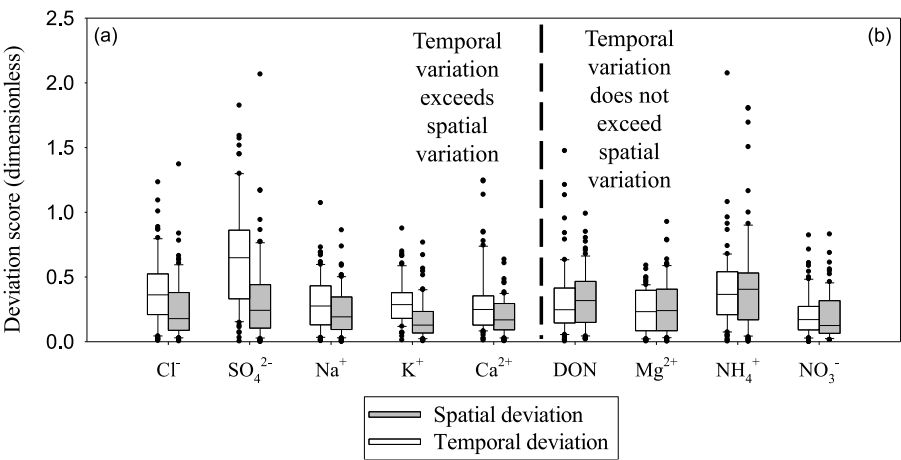 (a)
Temporal
variation
exceeds
spatial
variation
Temporal
variation
does not
exceed
spatial
variation
(b)
Deviation score (dimensionless)
2.5
2.0
1.5
1.0
0.5
0.0
Cl⁻ SO₄²⁻ Na⁺ K⁺ Ca²⁺ DON Mg²⁺ NH₄⁺ NO₃⁻
Spatial deviation
Temporal deviation